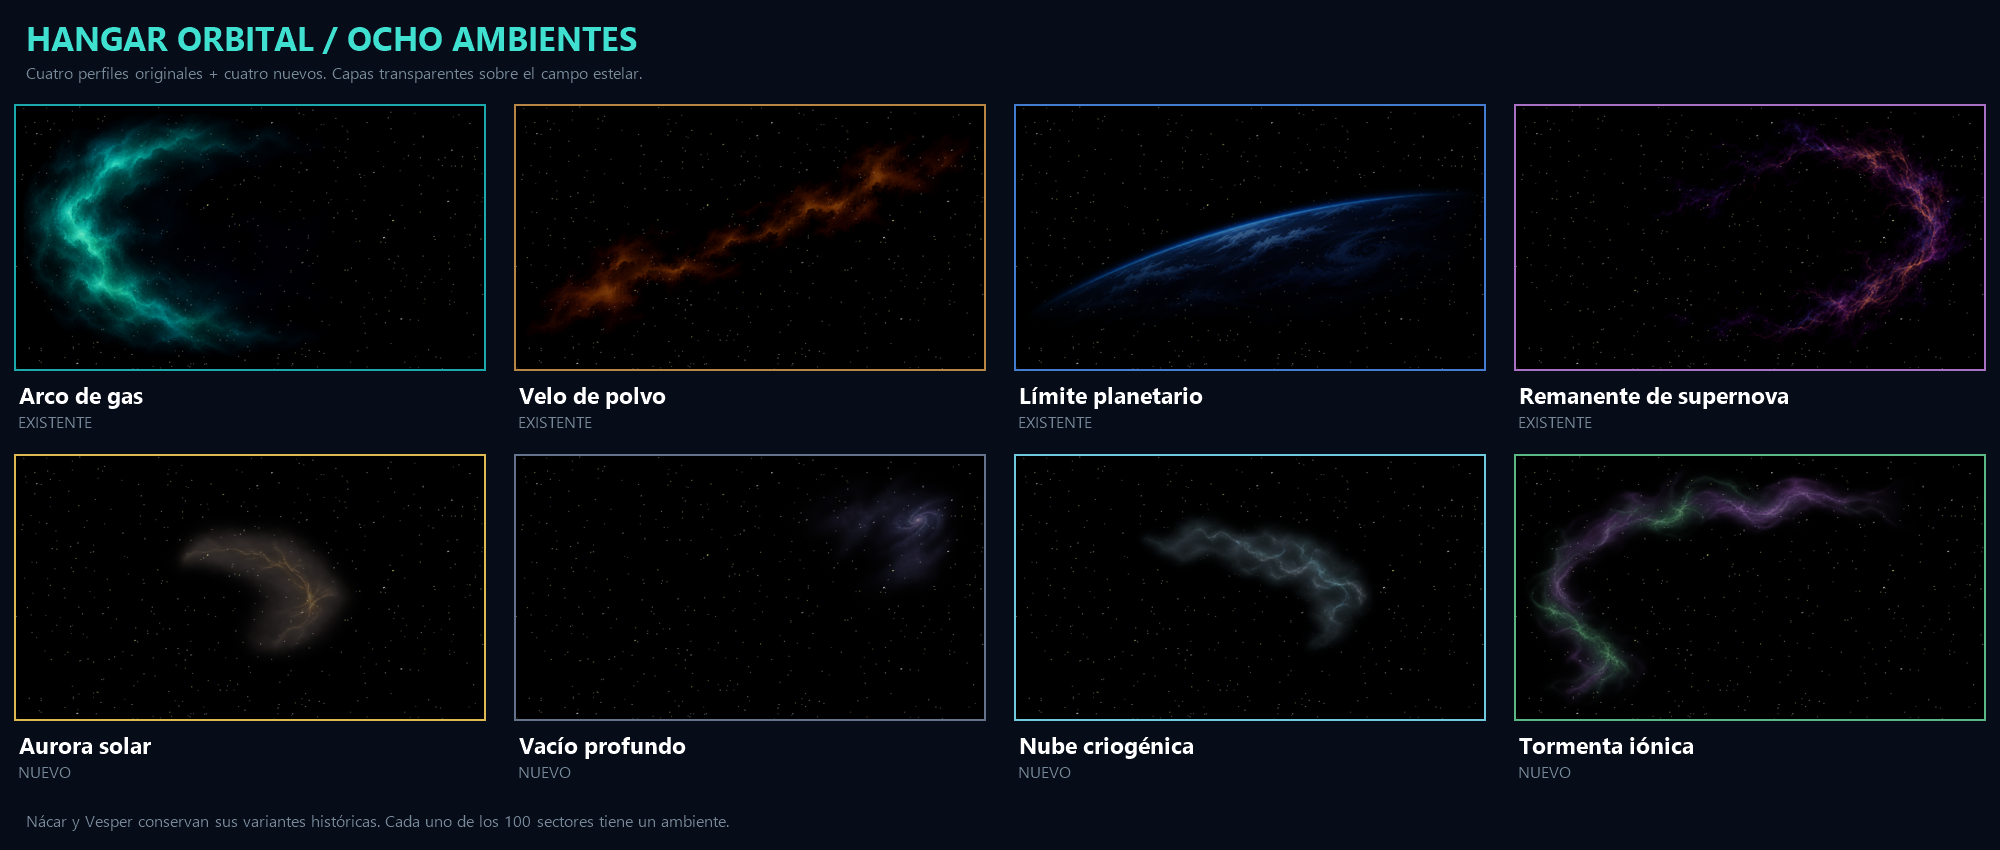 HANGAR ORBITAL / OCHO AMBIENTES
Cuatro perfiles originales + cuatro nuevos. Capas transparentes sobre el campo estelar.
Arco de gas
EXISTENTE
Velo de polvo
EXISTENTE
Límite planetario
EXISTENTE
Remanente de supernova
EXISTENTE
Aurora solar
NUEVO
Vacío profundo
NUEVO
Nube criogénica
NUEVO
Tormenta iónica
NUEVO
Nácar y Vesper conservan sus variantes históricas. Cada uno de los 100 sectores tiene un ambiente.